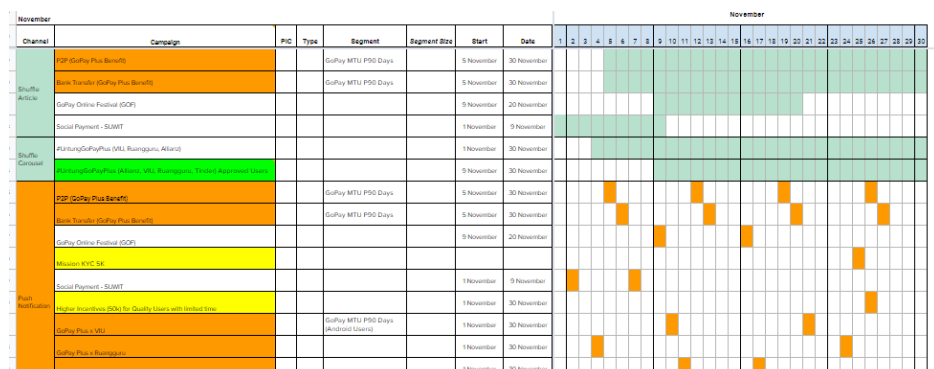 November
November
Channel Campaign PIC Type Segment Segment Size Start Date 1 2 3 4 5 6 7 8 9 10 11 12 13 14 15 16 17 18 19 20 21 22 23 24 25 26 27 28 29 30
Shuffle Article
P2P (GoPay Plus Benefit) GoPay MTU P90 Days 5 November 30 November
Bank Transfer (GoPay Plus Benefit) GoPay MTU P90 Days 5 November 30 November
GoPay Online Festival (GOF) 9 November 20 November
Social Payment - SUWIT 1 November 9 November
Shuffle Carousel
#UntungGoPayPlus (VIU, Ruangguru, Allianz) 1 November 30 November
#UntungGoPayPlus (Allianz, VIU, Ruangguru, Tinder) Approved Users 9 November 30 November
Push Notification
P2P (GoPay Plus Benefit) GoPay MTU P90 Days 5 November 30 November
Bank Transfer (GoPay Plus Benefit) GoPay MTU P90 Days 5 November 30 November
GoPay Online Festival (GOF) 9 November 20 November
Mission KYC 5K
Social Payment - SUWIT 1 November 9 November
Higher Incentives (50k) for Quality Users with limited time 1 November 30 November
GoPay Plus x VIU GoPay MTU P90 Days (Android Users) 1 November 30 November
GoPay Plus x Ruangguru 1 November 30 November